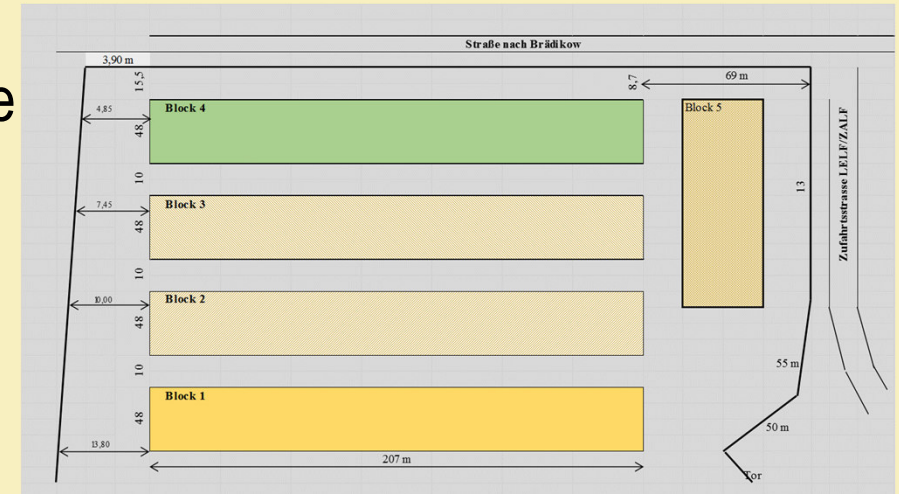 e
Straße nach Brädikow
3,90 m
15,5
8,7
69 m
4,85
Block 4
48
Block 5
Zufahrtsstrasse LELF/ZALF
10
13
7,45
Block 3
48
10
10,00
Block 2
48
10
55 m
Block 1
48
50 m
13,80
207 m
Tor